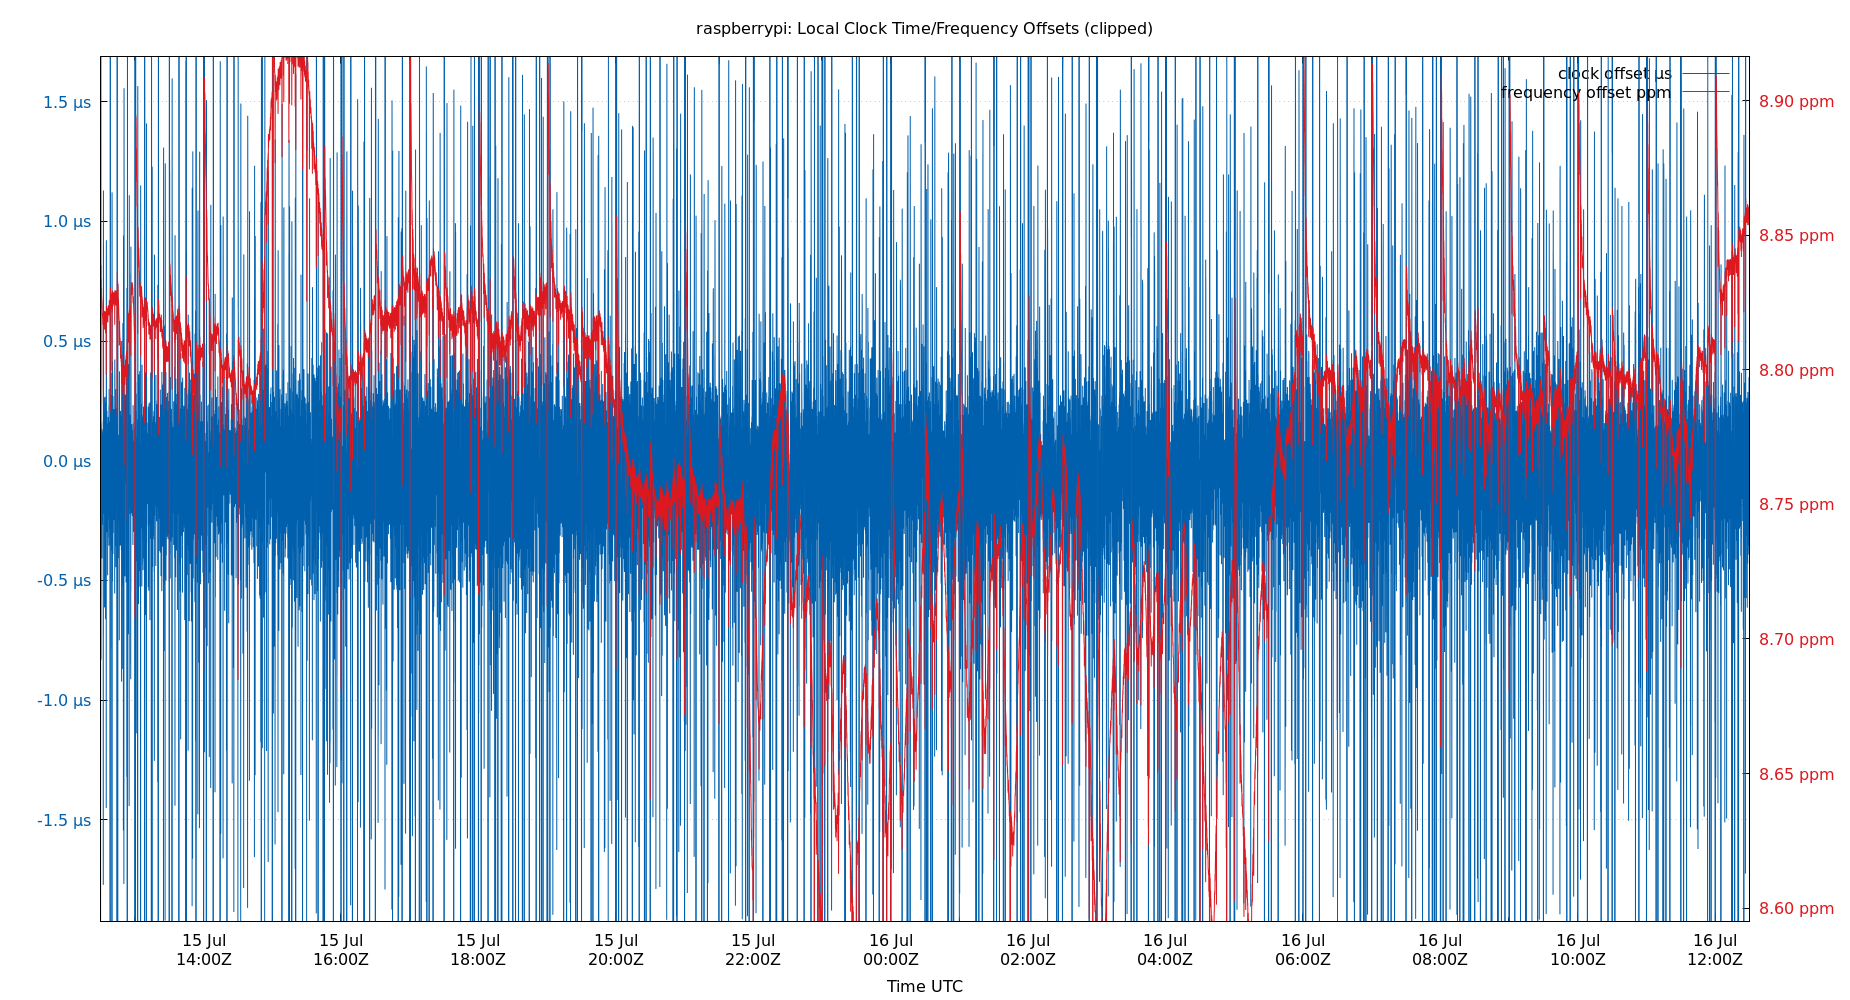 raspberrypi: Local Clock Time/Frequency Offsets (clipped)
clock offset µs
frequency offset ppm
1.5 µs
1.0 µs
0.5 µs
0.0 µs
-0.5 µs
-1.0 µs
-1.5 µs
8.90 ppm
8.85 ppm
8.80 ppm
8.75 ppm
8.70 ppm
8.65 ppm
8.60 ppm
15 Jul 15 Jul 15 Jul 15 Jul 15 Jul 16 Jul 16 Jul 16 Jul 16 Jul 16 Jul 16 Jul 16 Jul
14:00Z 16:00Z 18:00Z 20:00Z 22:00Z 00:00Z 02:00Z 04:00Z 06:00Z 08:00Z 10:00Z 12:00Z
Time UTC